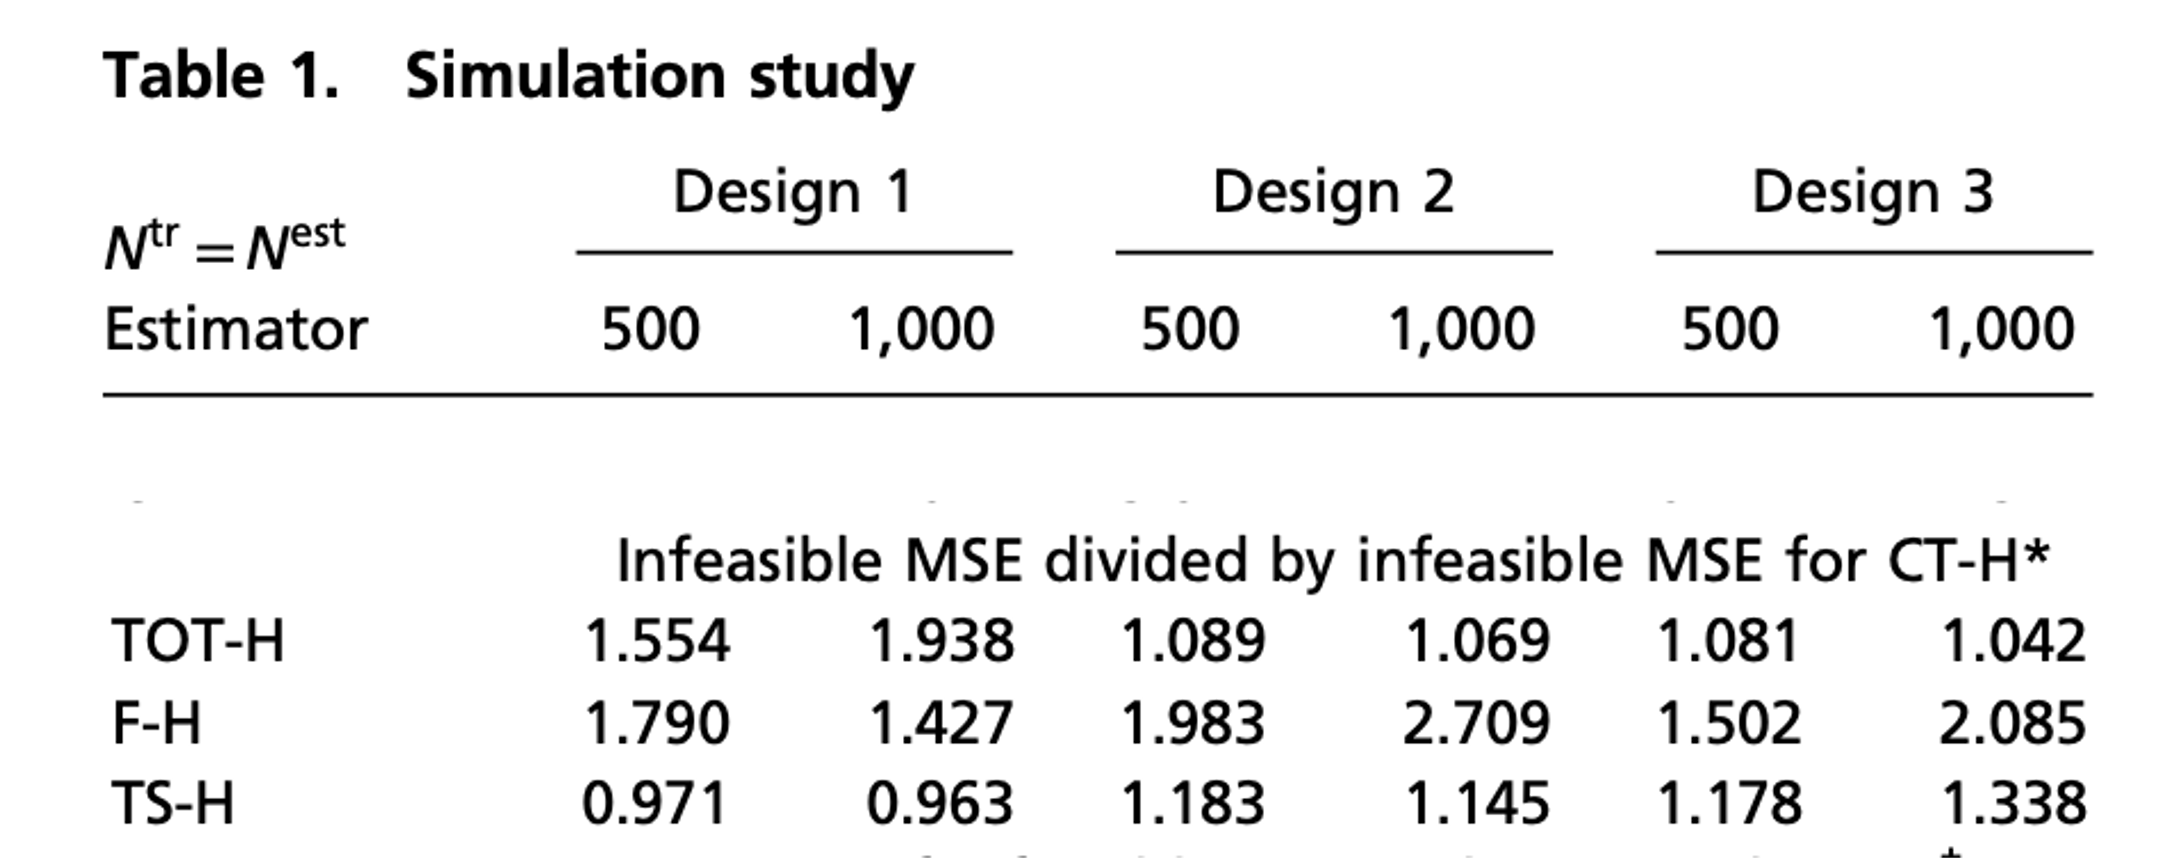 Table 1. Simulation study
Design 1 Design 2 Design 3
Nᵗʳ = Nᵉˢᵗ
Estimator 500 1,000 500 1,000 500 1,000
Infeasible MSE divided by infeasible MSE for CT-H*
TOT-H 1.554 1.938 1.089 1.069 1.081 1.042
F-H 1.790 1.427 1.983 2.709 1.502 2.085
TS-H 0.971 0.963 1.183 1.145 1.178 1.338